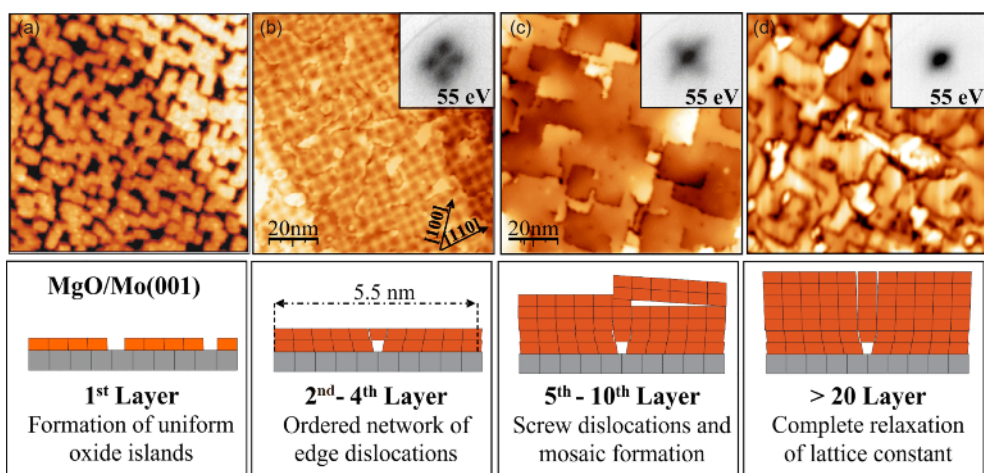 (a)
(b)
55 eV
20nm
[100]
[110]
(c)
55 eV
20nm
(d)
55 eV
MgO/Mo(001)
1st Layer
Formation of uniform
oxide islands
5.5 nm
2nd- 4th Layer
Ordered network of
edge dislocations
5th - 10th Layer
Screw dislocations and
mosaic formation
> 20 Layer
Complete relaxation
of lattice constant